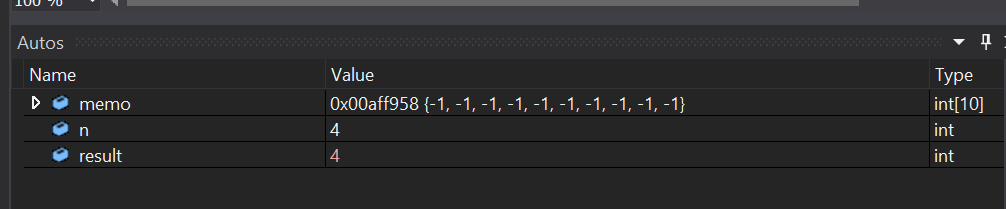 100 %
Autos
Name Value Type
memo 0x00aff958 {-1, -1, -1, -1, -1, -1, -1, -1, -1, -1} int[10]
n 4 int
result 4 int